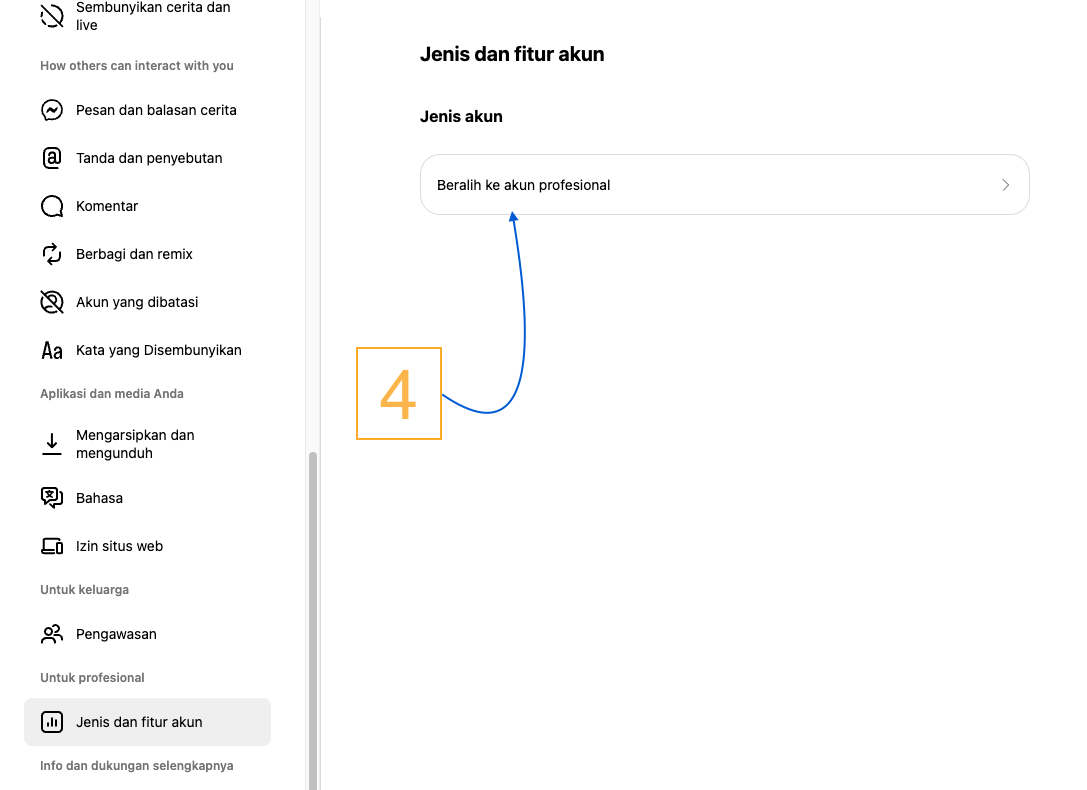 Sembunyikan cerita dan
live
How others can interact with you
Pesan dan balasan cerita
Tanda dan penyebutan
Komentar
Berbagi dan remix
Akun yang dibatasi
Aa Kata yang Disembunyikan
Aplikasi dan media Anda
Mengarsipkan dan
mengunduh
Bahasa
Izin situs web
Untuk keluarga
Pengawasan
Untuk profesional
Jenis dan fitur akun
Info dan dukungan selengkapnya
Jenis dan fitur akun
Jenis akun
Beralih ke akun profesional
4